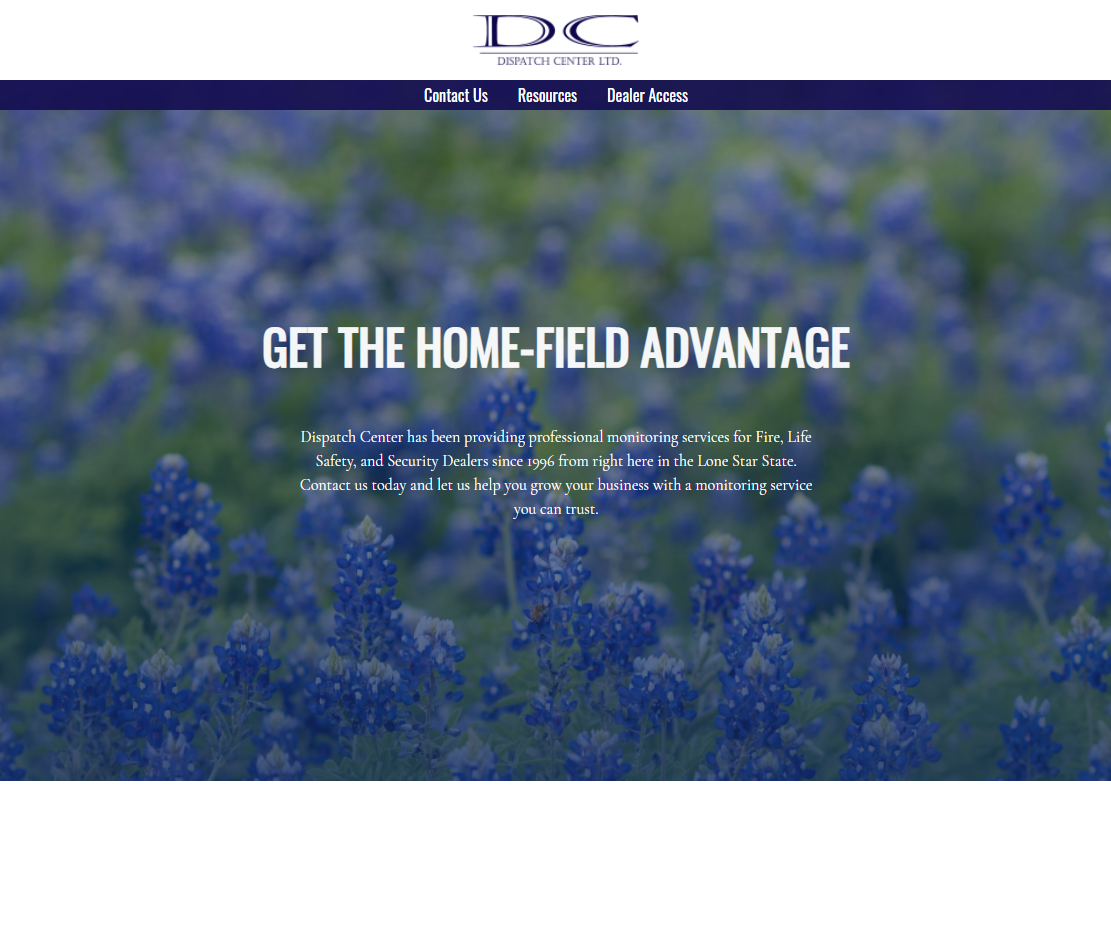 DC
DISPATCH CENTER LTD.
Contact Us Resources Dealer Access
GET THE HOME-FIELD ADVANTAGE
Dispatch Center has been providing professional monitoring services for Fire, Life
Safety, and Security Dealers since 1996 from right here in the Lone Star State.
Contact us today and let us help you grow your business with a monitoring service
you can trust.